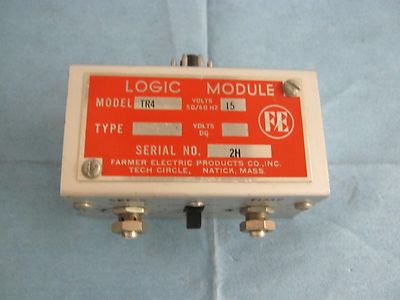 LOGIC MODULE
MODEL TR4 VOLTS 50/60 HZ 15
TYPE VOLTS DC
FE
SERIAL NO. 2H
FARMER ELECTRIC PRODUCTS CO., INC.
TECH CIRCLE, NATICK, MASS.